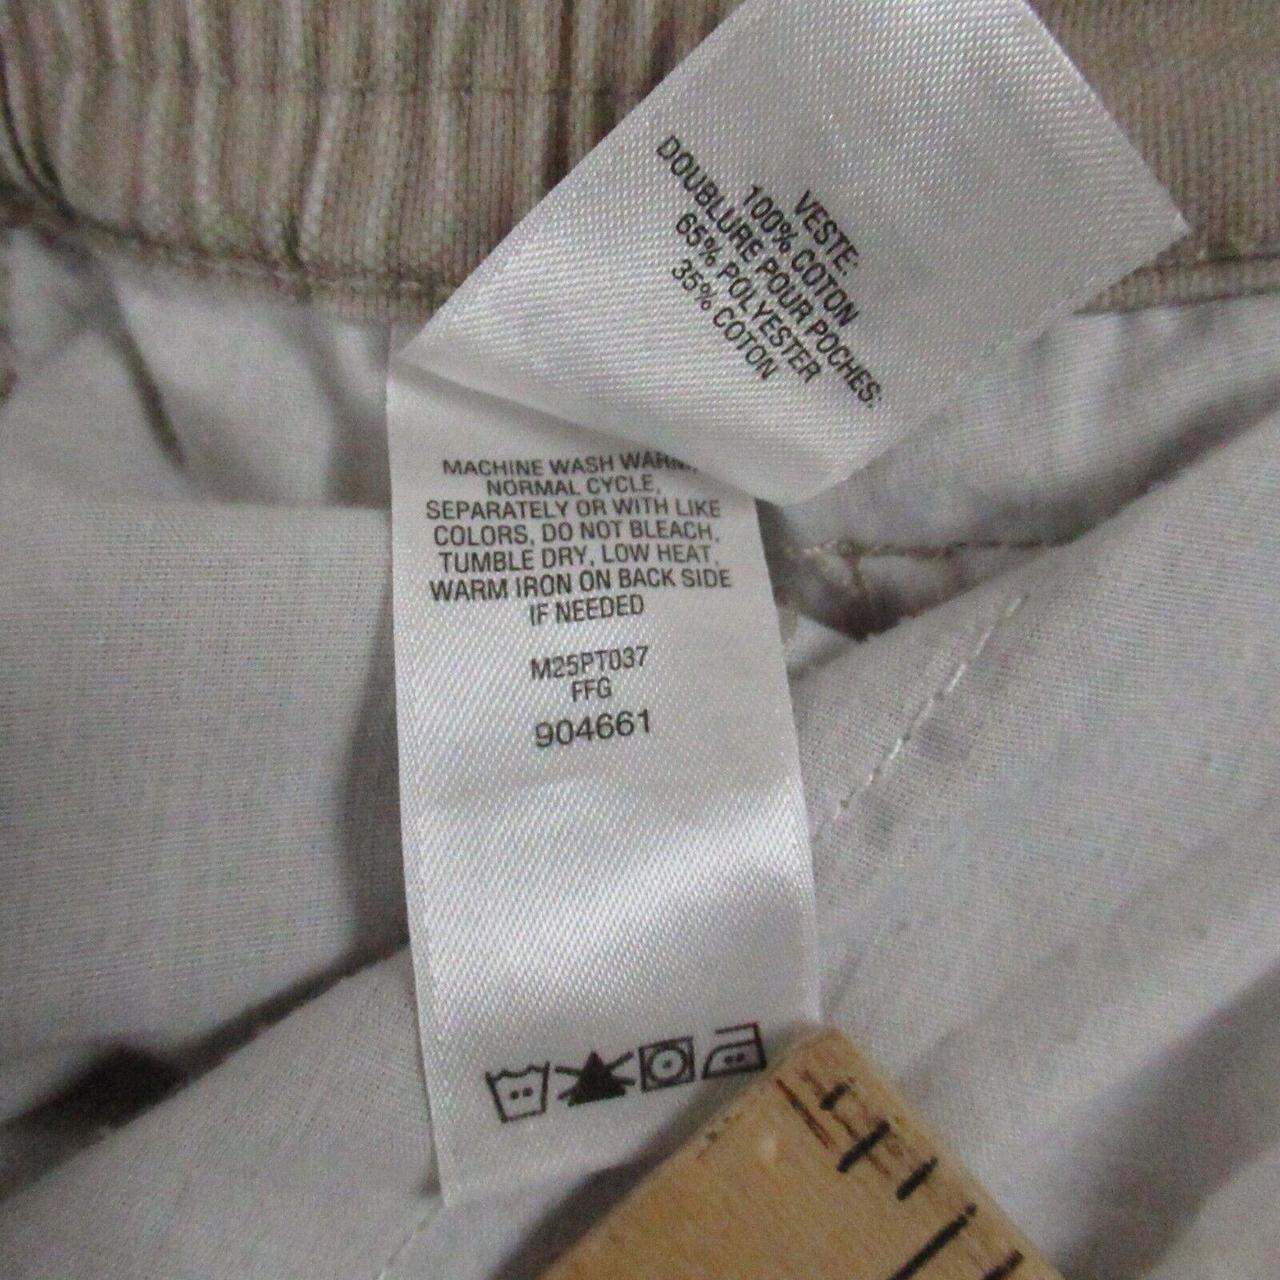 VESTE:
100% COTON
DOUBLURE POUR POCHES:
65% POLYESTER
35% COTON
MACHINE WASH WARM,
NORMAL CYCLE,
SEPARATELY OR WITH LIKE
COLORS, DO NOT BLEACH,
TUMBLE DRY, LOW HEAT,
WARM IRON ON BACK SIDE
IF NEEDED
M25PT037
FFG
904661